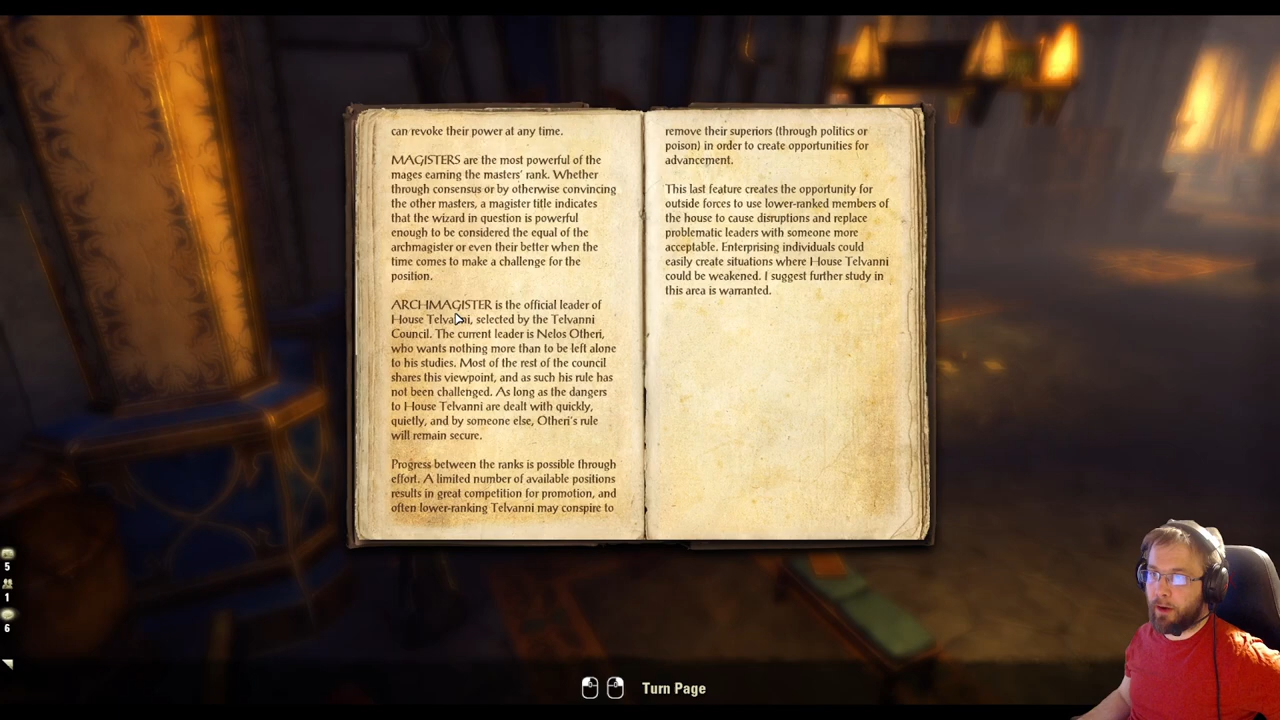 can revoke their power at any time.
MAGISTERS are the most powerful of the
mages earning the masters' rank. Whether
through consensus or by otherwise convincing
the other masters, a magister title indicates
that the wizard in question is powerful
enough to be considered the equal of the
archmagister or even their better when the
time comes to make a challenge for the
position.
ARCHMAGISTER is the official leader of
House Telvanni, selected by the Telvanni
Council. The current leader is Nelos Otheri,
who wants nothing more than to be left alone
to his studies. Most of the rest of the council
shares this viewpoint, and as such his rule has
not been challenged. As long as the dangers
to House Telvanni are dealt with quickly,
quietly, and by someone else, Otheri's rule
will remain secure.
Progress between the ranks is possible through
effort. A limited number of available positions
results in great competition for promotion, and
often lower-ranking Telvanni may conspire to
remove their superiors (through politics or
poison) in order to create opportunities for
advancement.
This last feature creates the opportunity for
outside forces to use lower-ranked members of
the house to cause disruptions and replace
problematic leaders with someone more
acceptable. Enterprising individuals could
easily create situations where House Telvanni
could be weakened. I suggest further study in
this area is warranted.
5
1
6
Turn Page